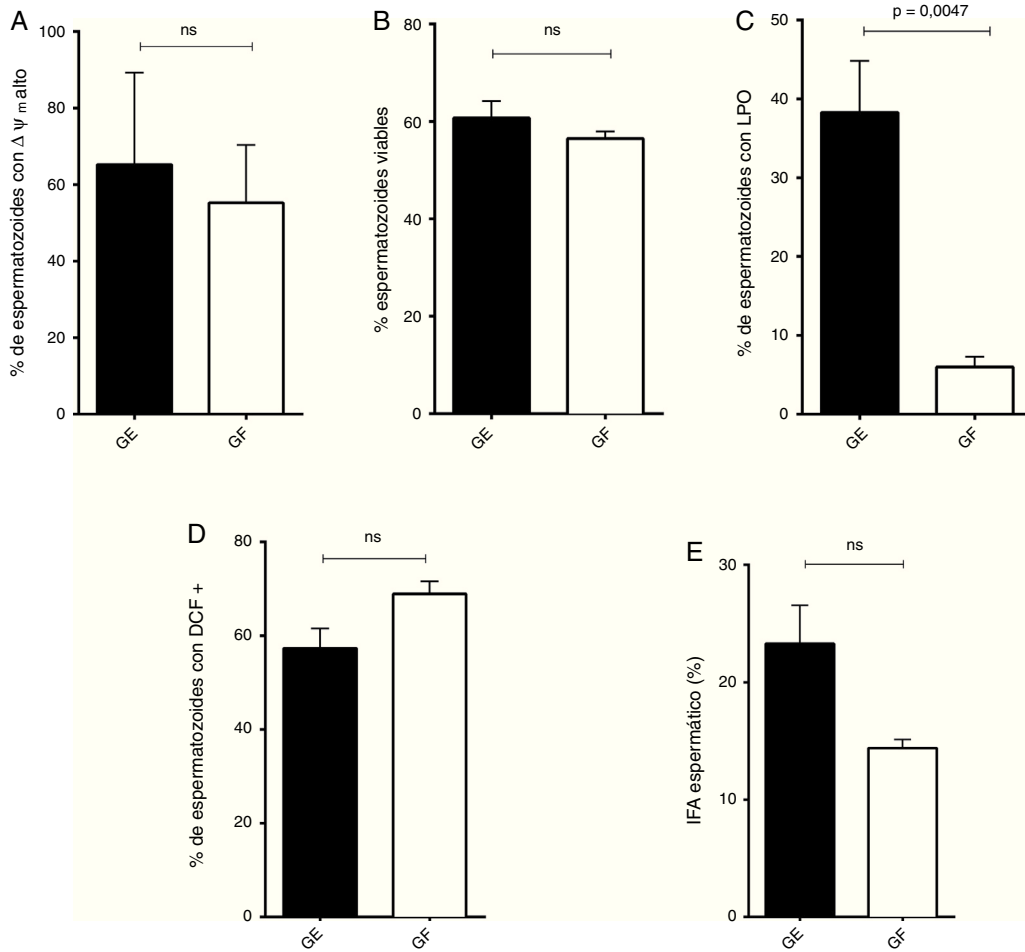 A
ns
% de espermatozoides con Δ ψ m alto
100
80
60
40
20
0
GE
GF
B
ns
% espermatozoides viables
80
60
40
20
0
GE
GF
C
p = 0,0047
% de espermatozoides con LPO
50
40
30
20
10
0
GE
GF
D
ns
% de espermatozoides con DCF +
80
60
40
20
0
GE
GF
E
ns
IFA espermático (%)
30
20
10
0
GE
GF